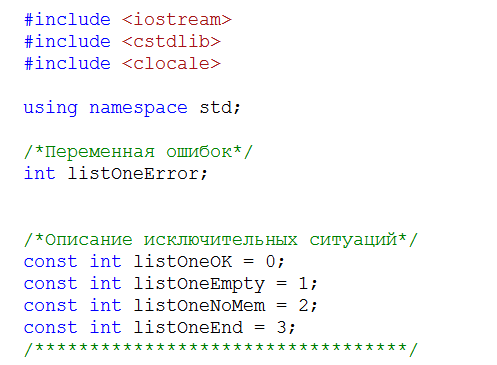 #include <iostream>
#include <cstdlib>
#include <clocale>
using namespace std;
/*Переменная ошибок*/
int listOneError;
/*Описание исключительных ситуаций*/
const int listOneOK = 0;
const int listOneEmpty = 1;
const int listOneNoMem = 2;
const int listOneEnd = 3;
/**********************************/